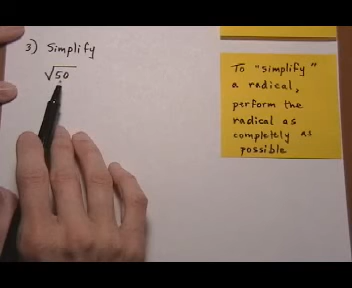 3) Simplify
√50
To "simplify"
a radical,
perform the
radical as
completely as
possible